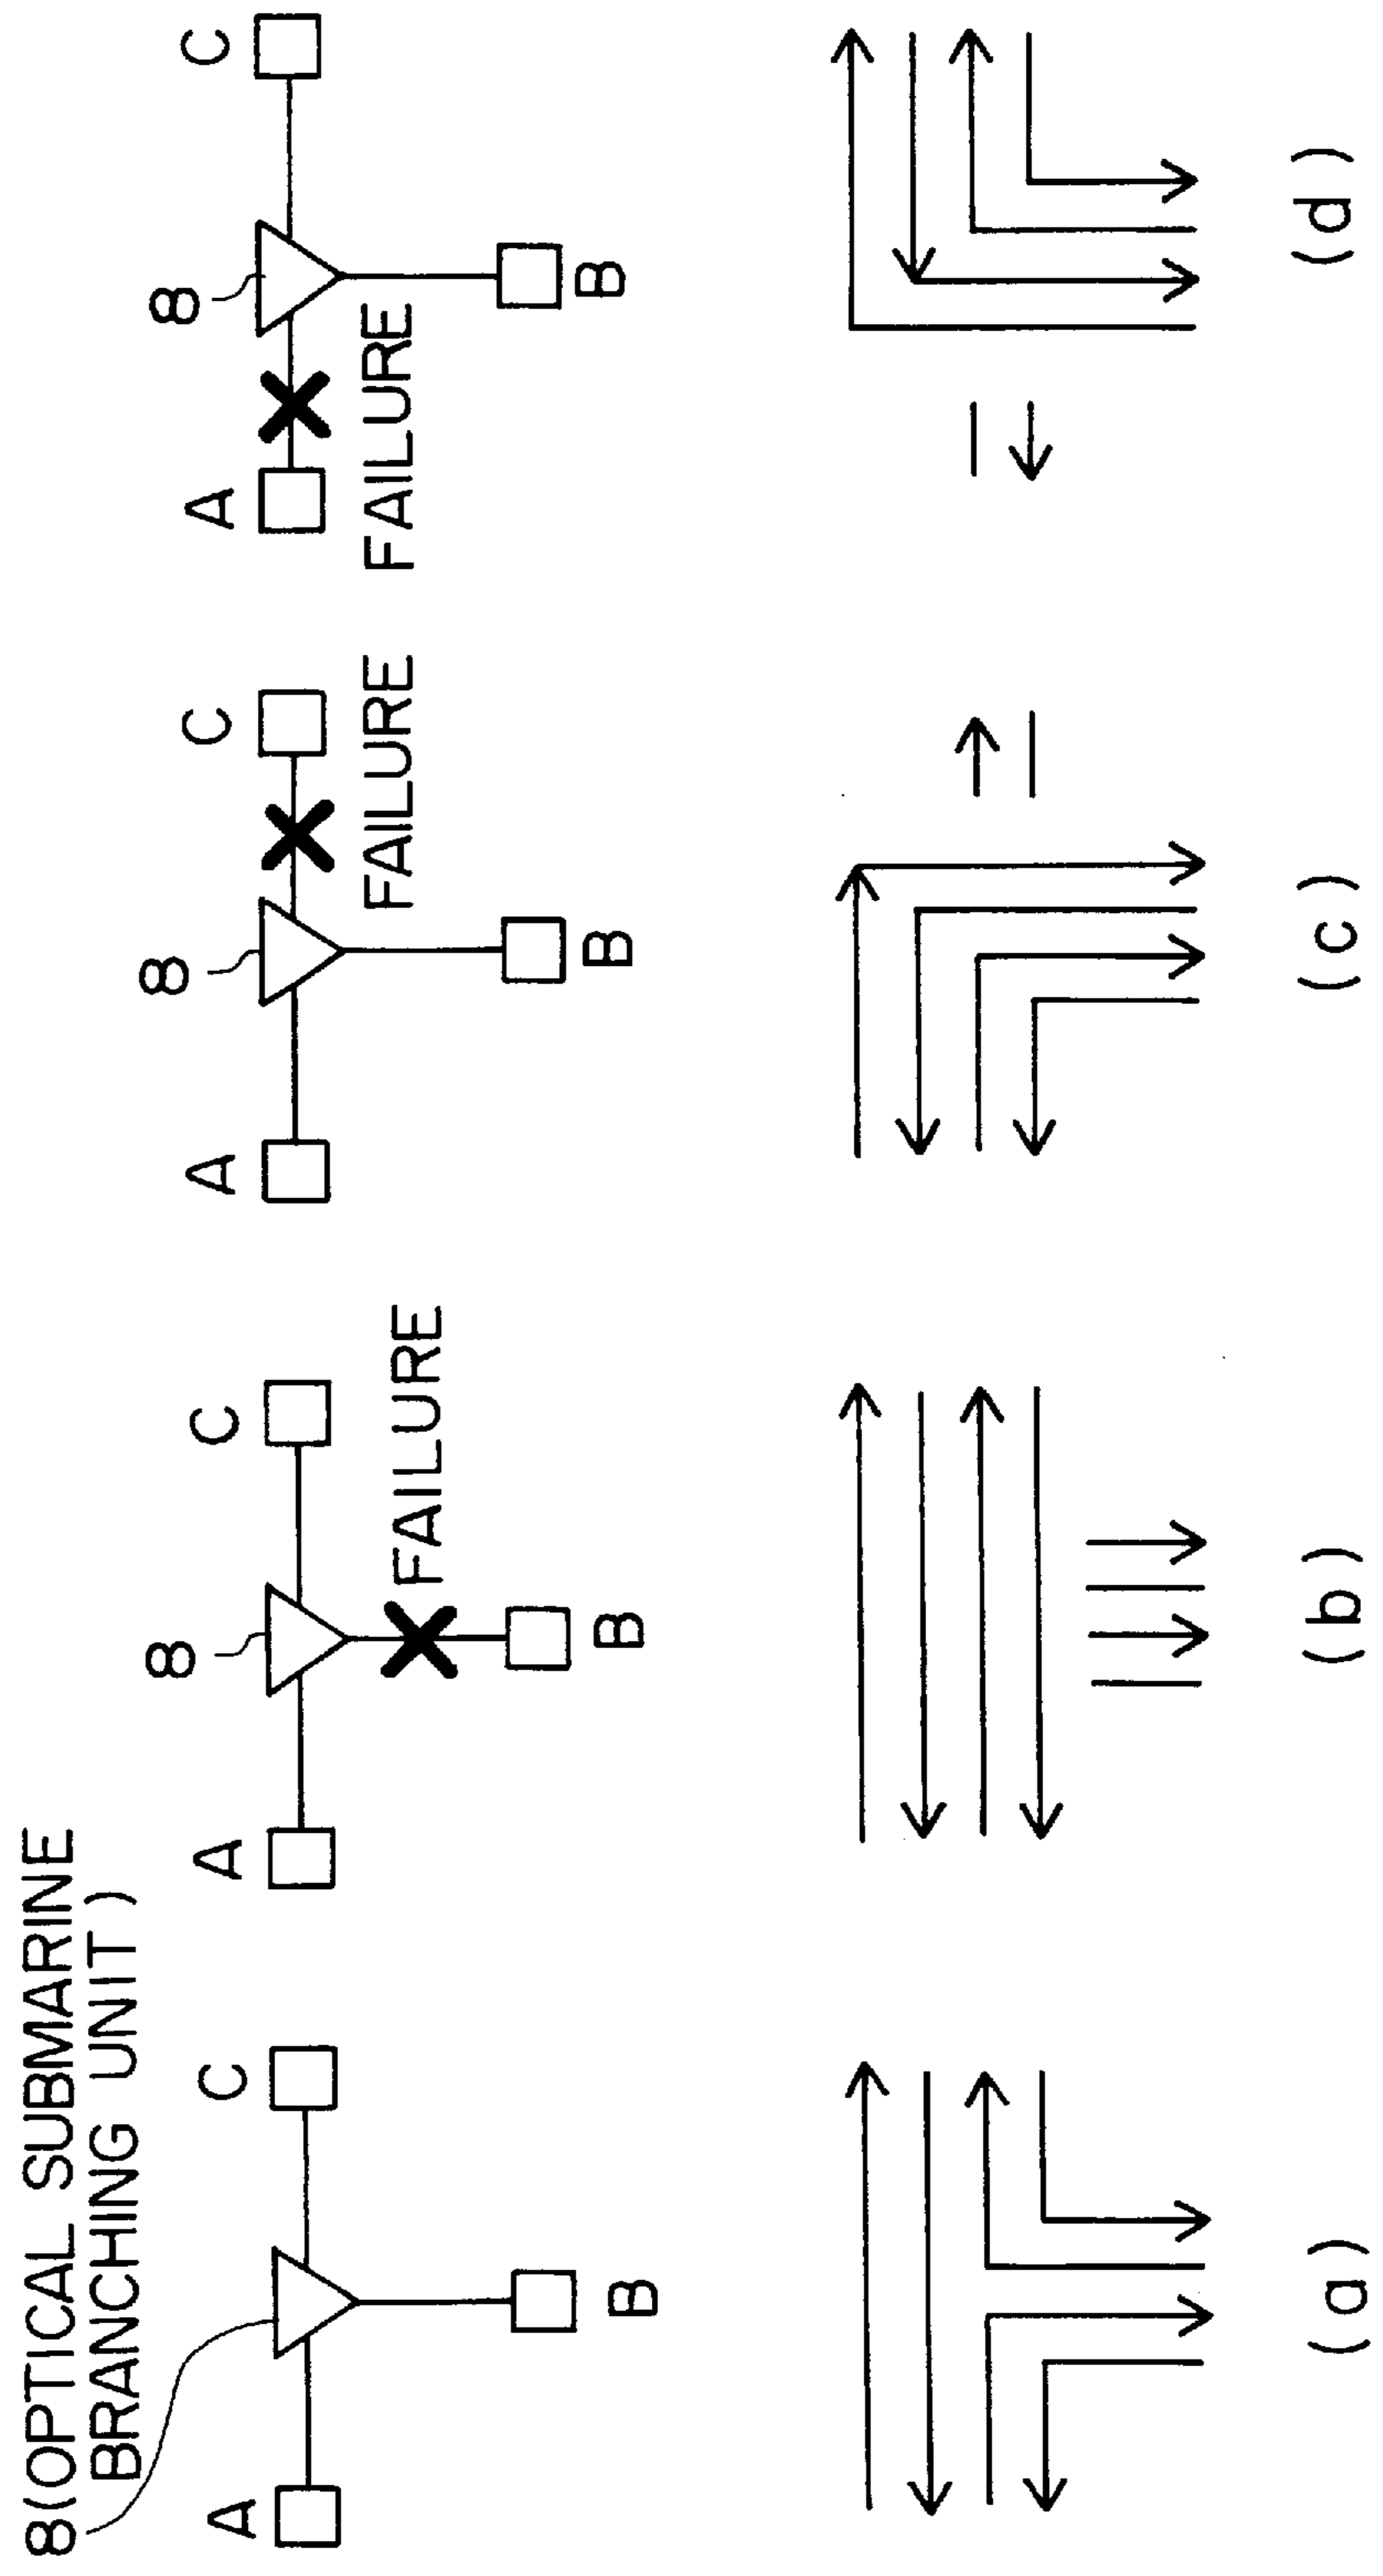 8(OPTICAL SUBMARINE
BRANCHING UNIT)
A
C
B
(a)
8
A
C
FAILURE
B
(b)
8
A
C
FAILURE
B
(c)
8
A
C
FAILURE
B
(d)